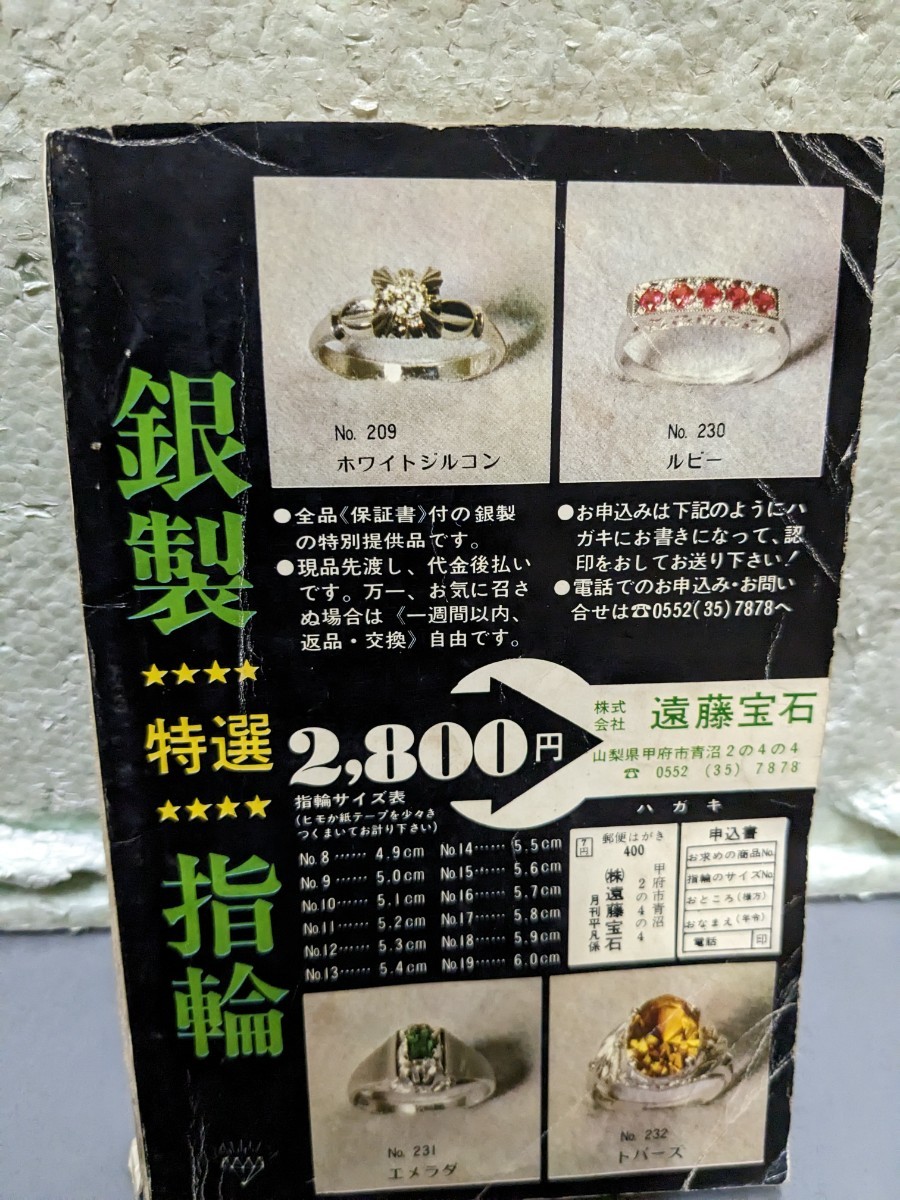 銀製
★★★★
特選
★★★★
指輪
No. 209
ホワイトジルコン
No. 230
ルビー
●全品《保証書》付の銀製
の特別提供品です。
●現品先渡し、代金後払い
です。万一、お気に召さ
ぬ場合は《一週間以内、
返品・交換》自由です。
●お申込みは下記のようにハ
ガキにお書きになって、認
印をおしてお送り下さい!
●電話でのお申込み・お問い
合せは☎0552(35)7878へ
2,800円
株式
会社
遠藤宝石
山梨県甲府市青沼2の4の4
☎ 0552 (35) 7878
指輪サイズ表
(ヒモか紙テープを少々き
つくまいてお計り下さい)
No.8…… 4.9cm
No.9…… 5.0cm
No.10…… 5.1cm
No.11…… 5.2cm
No.12…… 5.3cm
No.13…… 5.4cm
No.14…… 5.5cm
No.15…… 5.6cm
No.16…… 5.7cm
No.17…… 5.8cm
No.18…… 5.9cm
No.19…… 6.0cm
ハガキ
7円
郵便はがき
400
甲府市青沼
2の4の4
㈱遠藤宝石
月刊平凡係
申込書
お求めの商品No.
指輪のサイズNo.
おところ(様方)
おなまえ(年令)
電話
印
No. 231
エメラダ
No. 232
トパーズ